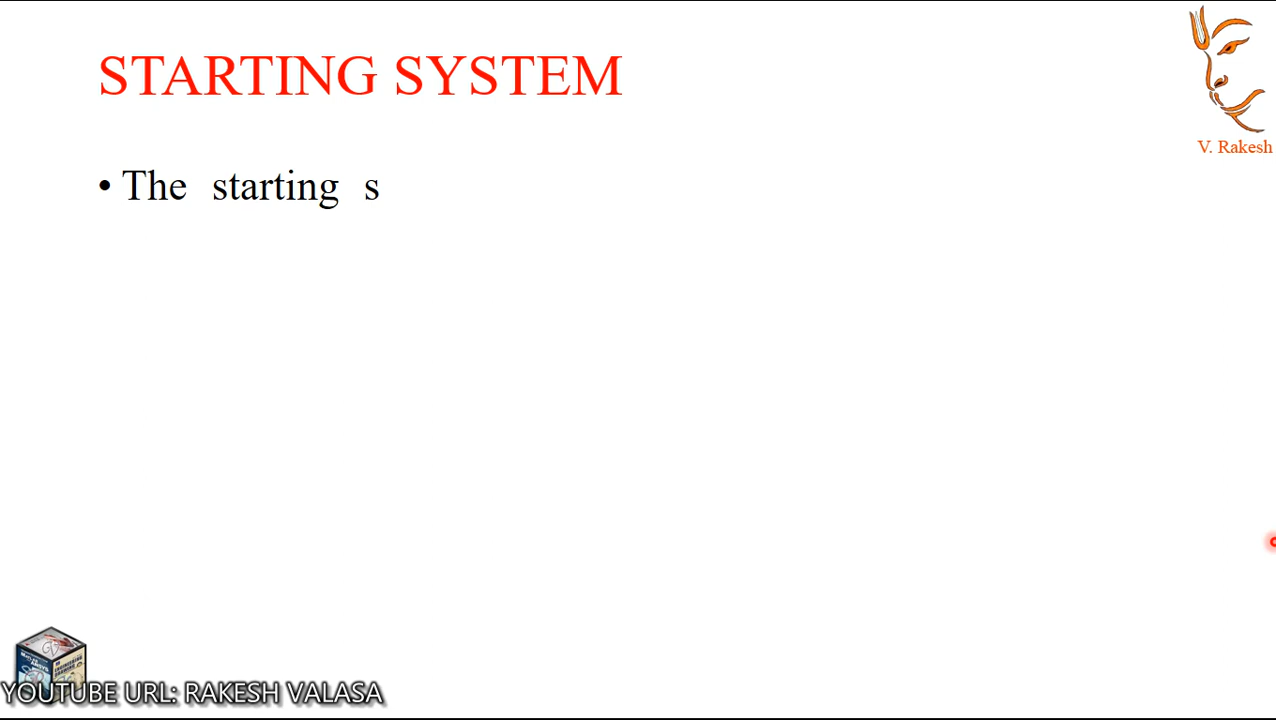 STARTING SYSTEM
V. Rakesh
• The starting s
YOUTUBE URL: RAKESH VALASA